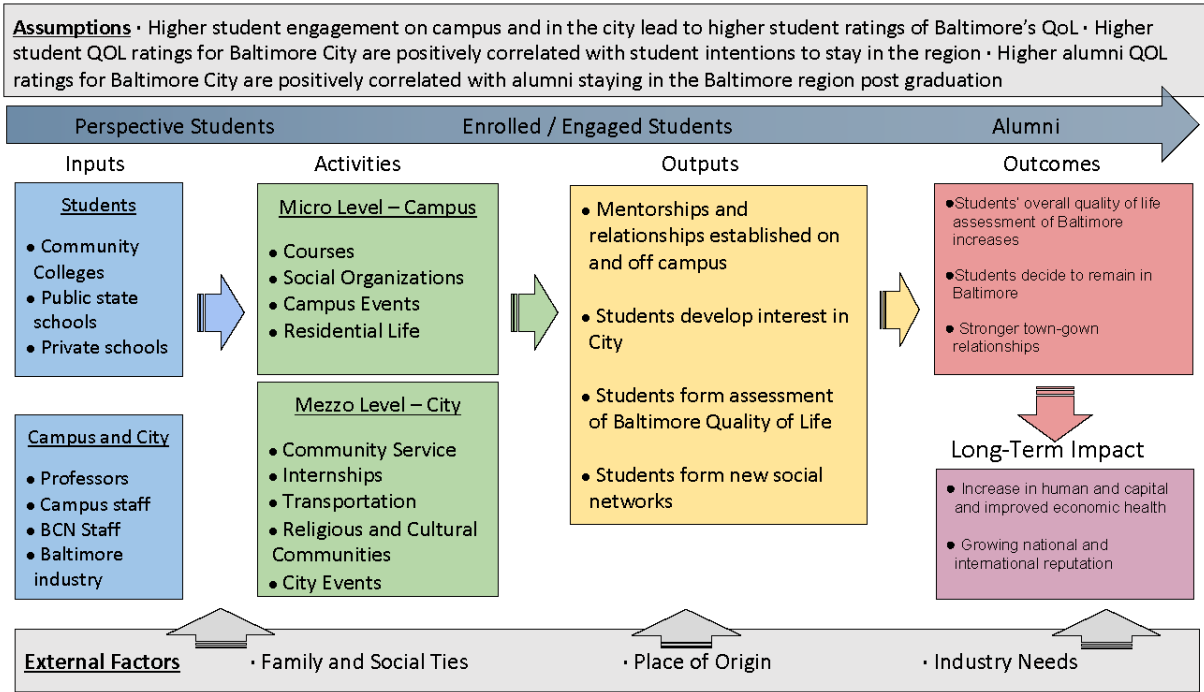 Assumptions · Higher student engagement on campus and in the city lead to higher student ratings of Baltimore's QoL · Higher
student QOL ratings for Baltimore City are positively correlated with student intentions to stay in the region · Higher alumni QOL
ratings for Baltimore City are positively correlated with alumni staying in the Baltimore region post graduation
Perspective Students
Enrolled / Engaged Students
Alumni
Inputs
Activities
Outputs
Outcomes
Students
● Community
Colleges
● Public state
schools
● Private schools
Campus and City
● Professors
● Campus staff
● BCN Staff
● Baltimore
industry
Micro Level – Campus
● Courses
● Social Organizations
● Campus Events
● Residential Life
Mezzo Level – City
● Community Service
● Internships
● Transportation
● Religious and Cultural
Communities
● City Events
● Mentorships and
relationships established on
and off campus
● Students develop interest in
City
● Students form assessment
of Baltimore Quality of Life
● Students form new social
networks
●Students' overall quality of life
assessment of Baltimore
increases
●Students decide to remain in
Baltimore
● Stronger town-gown
relationships
Long-Term Impact
● Increase in human and capital
and improved economic health
● Growing national and
international reputation
External Factors
· Family and Social Ties
· Place of Origin
· Industry Needs